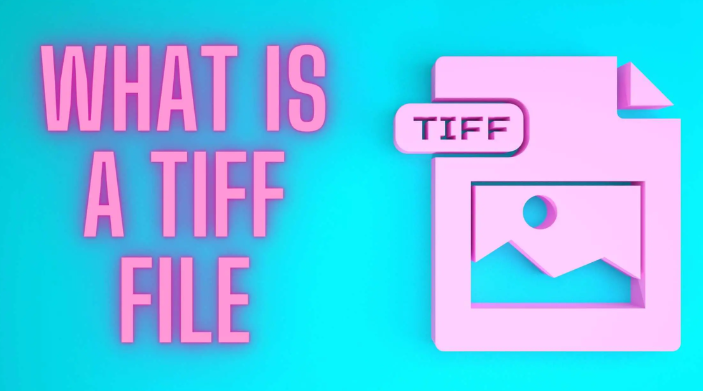 WHAT IS
A TIFF
FILE
TIFF